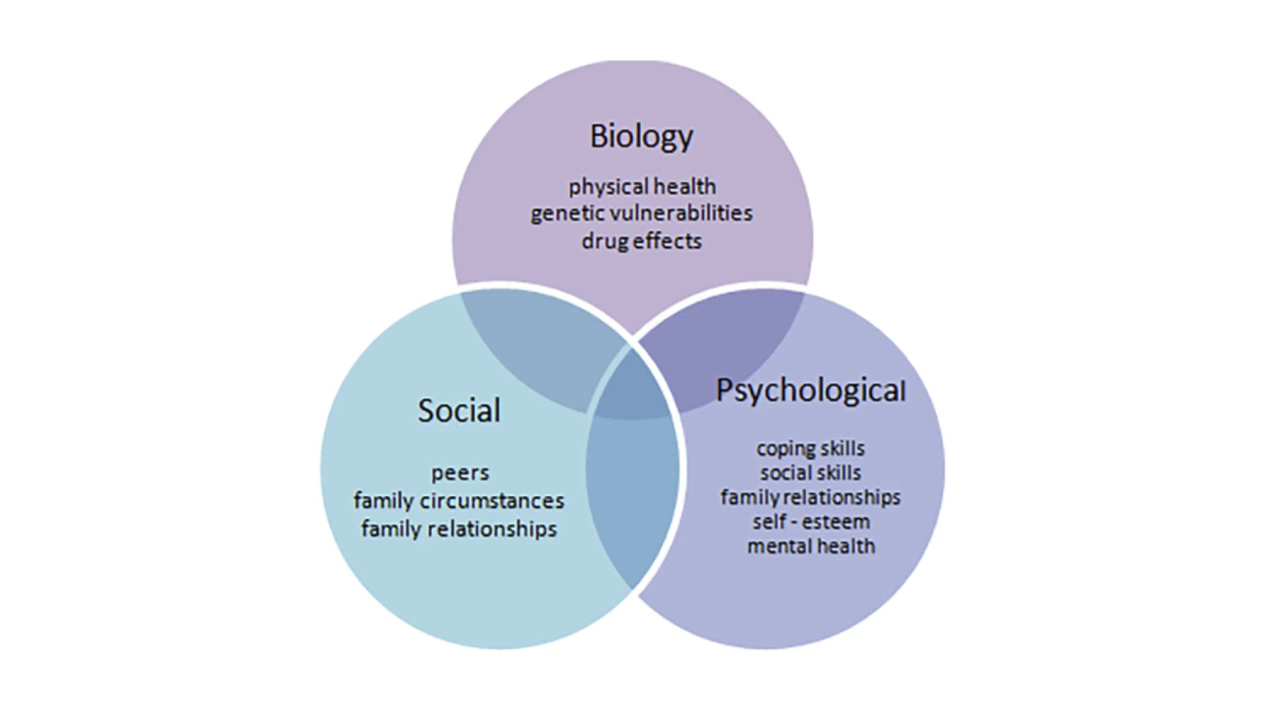 Biology
physical health
genetic vulnerabilities
drug effects
Social
peers
family circumstances
family relationships
Psychological
coping skills
social skills
family relationships
self - esteem
mental health